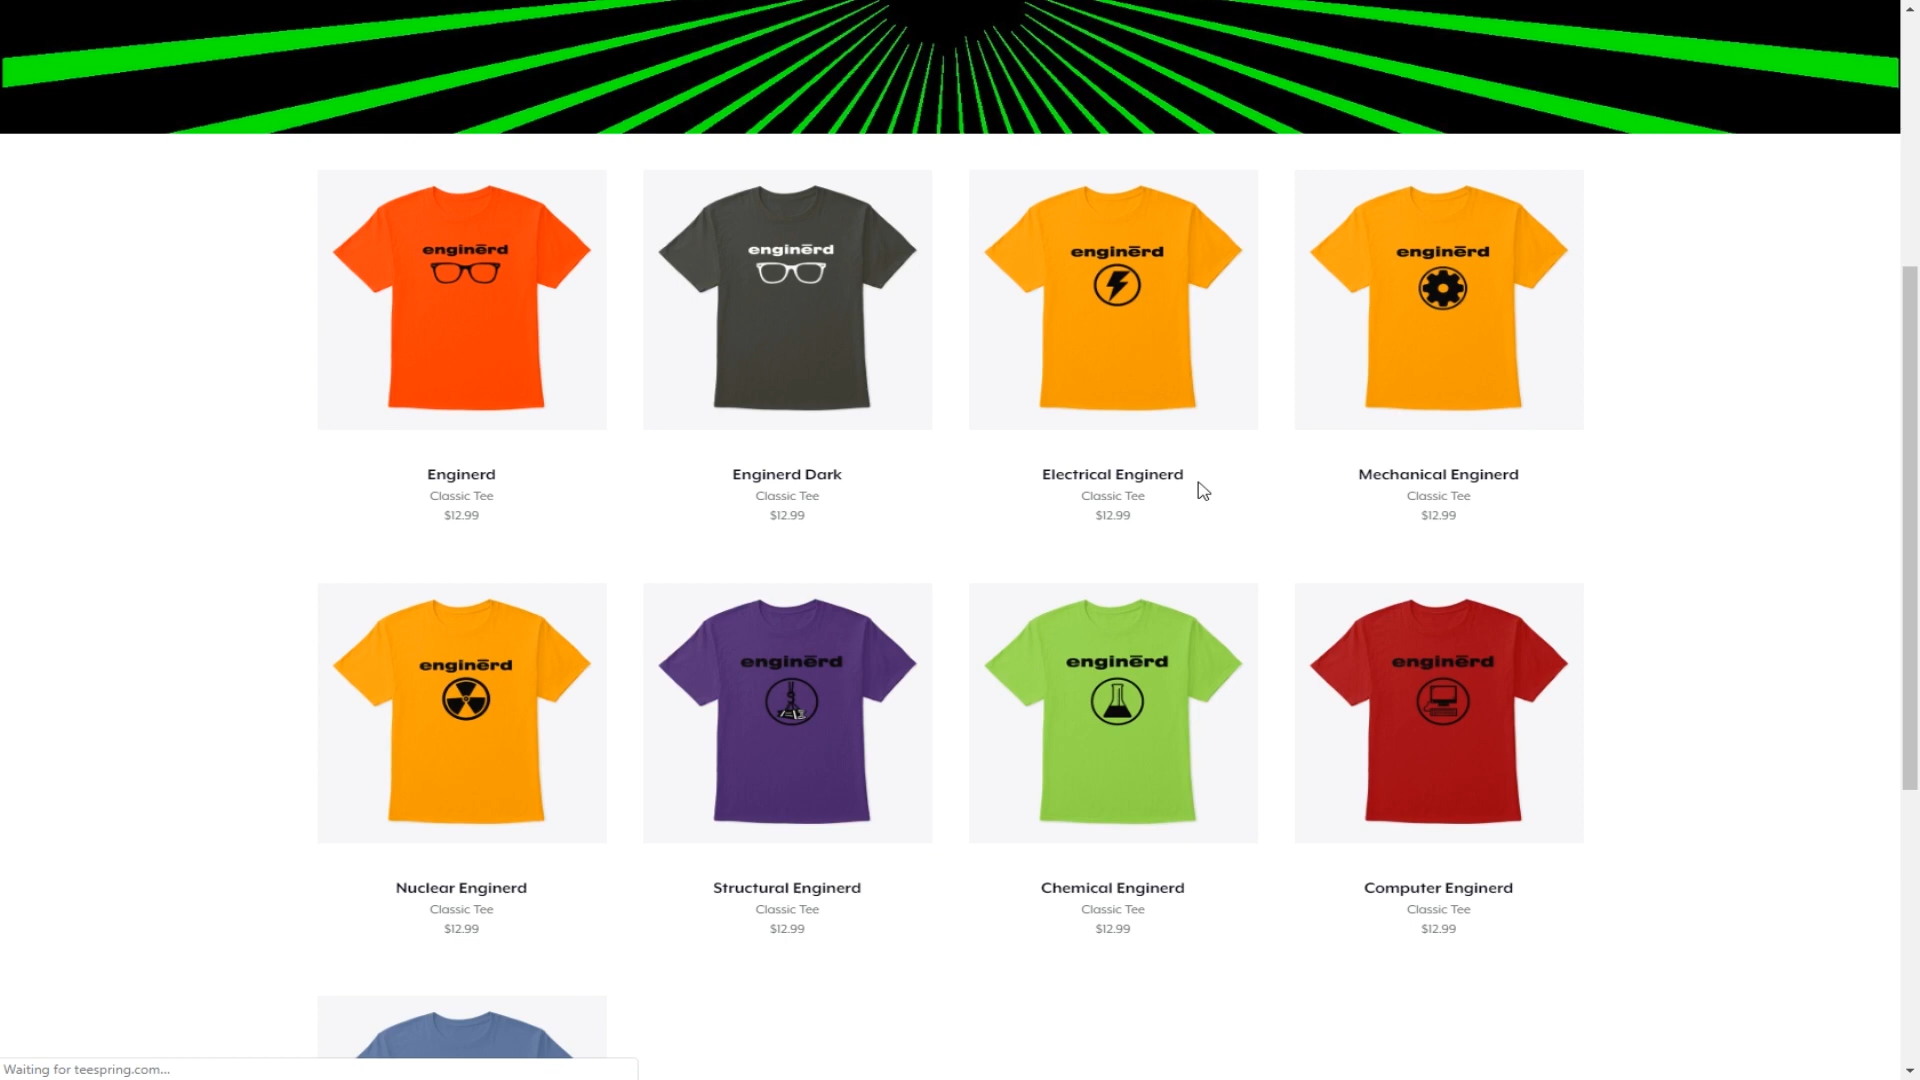 enginērd
enginērd
enginērd
enginērd
Enginerd
Classic Tee
$12.99
Enginerd Dark
Classic Tee
$12.99
Electrical Enginerd
Classic Tee
$12.99
Mechanical Enginerd
Classic Tee
$12.99
enginērd
enginērd
enginērd
enginērd
Nuclear Enginerd
Classic Tee
$12.99
Structural Enginerd
Classic Tee
$12.99
Chemical Enginerd
Classic Tee
$12.99
Computer Enginerd
Classic Tee
$12.99
Waiting for teespring.com...